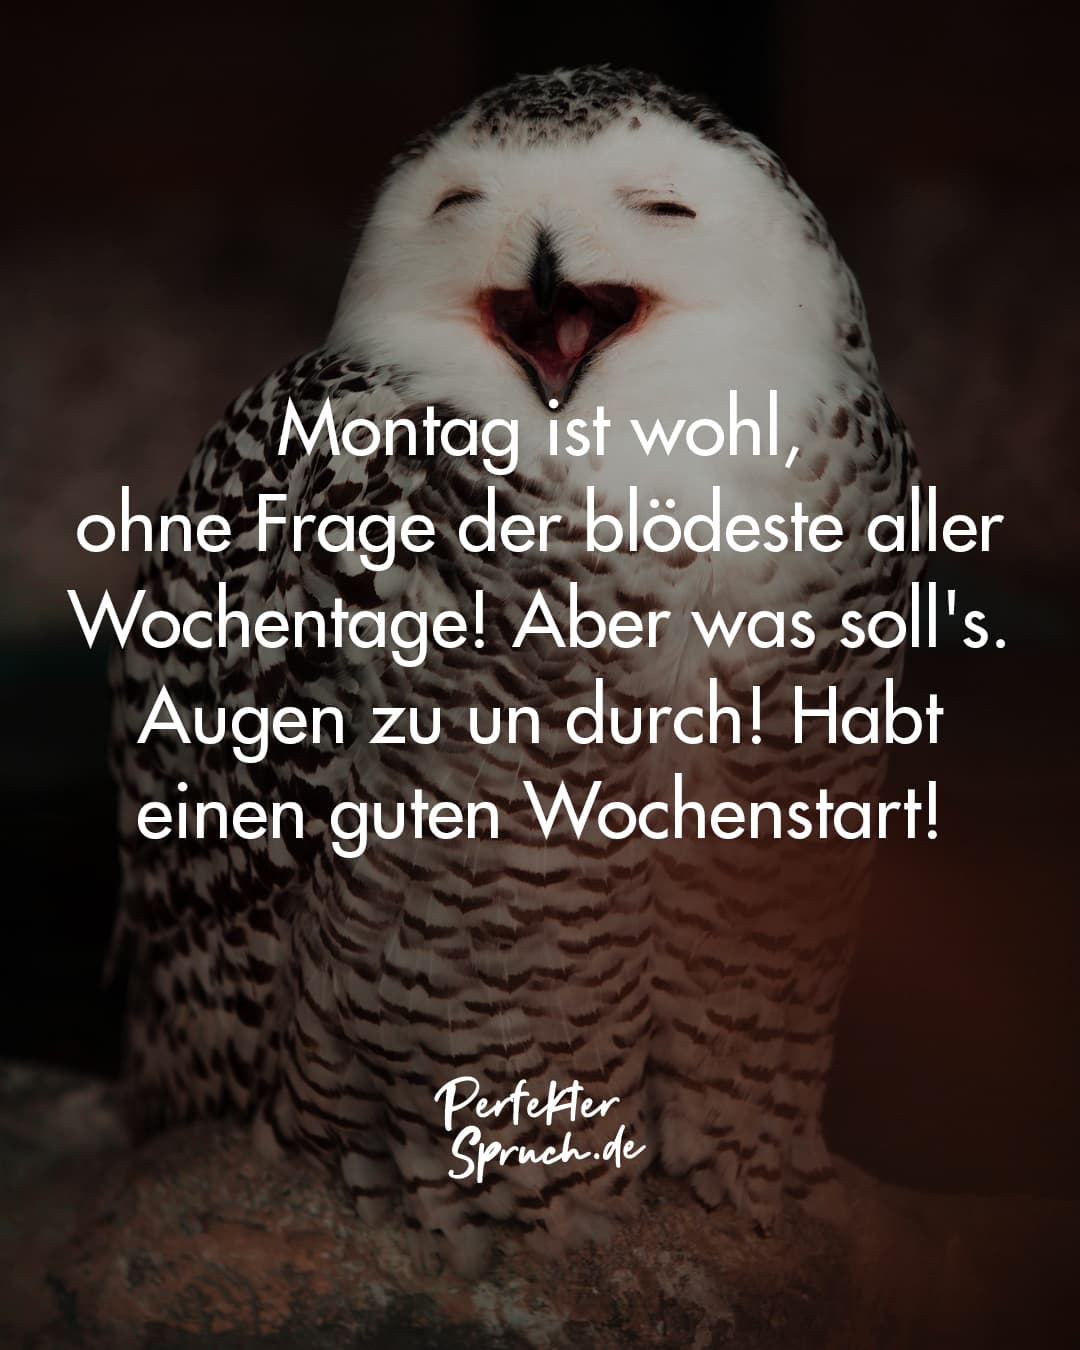 Montag ist wohl,
ohne Frage der blödeste aller
Wochentage! Aber was soll's.
Augen zu un durch! Habt
einen guten Wochenstart!
Perfekter
Spruch.de